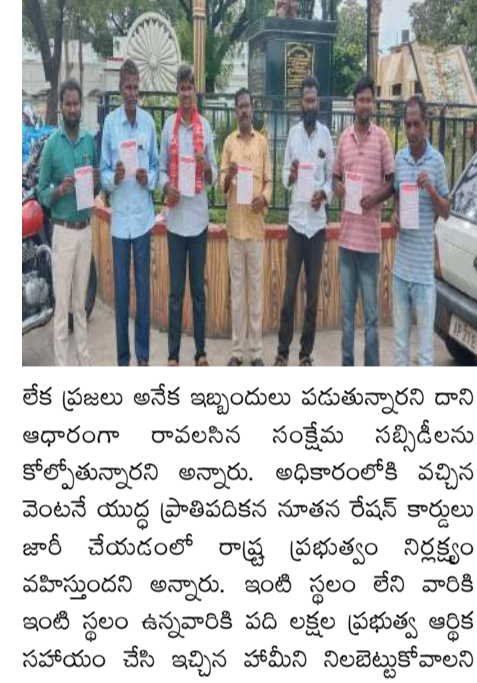 లేక ప్రజలు అనేక ఇబ్బందులు పడుతున్నారని దాని
ఆధారంగా రావలసిన సంక్షేమ సబ్సిడీలను
కోల్పోతున్నారని అన్నారు. అధికారంలోకి వచ్చిన
వెంటనే యుద్ధ ప్రాతిపదికన నూతన రేషన్ కార్డులు
జారీ చేయడంలో రాష్ట్ర ప్రభుత్వం నిర్లక్ష్యం
వహిస్తుందని అన్నారు. ఇంటి స్థలం లేని వారికి
ఇంటి స్థలం ఉన్నవారికి పది లక్షల ప్రభుత్వ ఆర్థిక
సహాయం చేసి ఇచ్చిన హామీని నిలబెట్టుకోవాలని